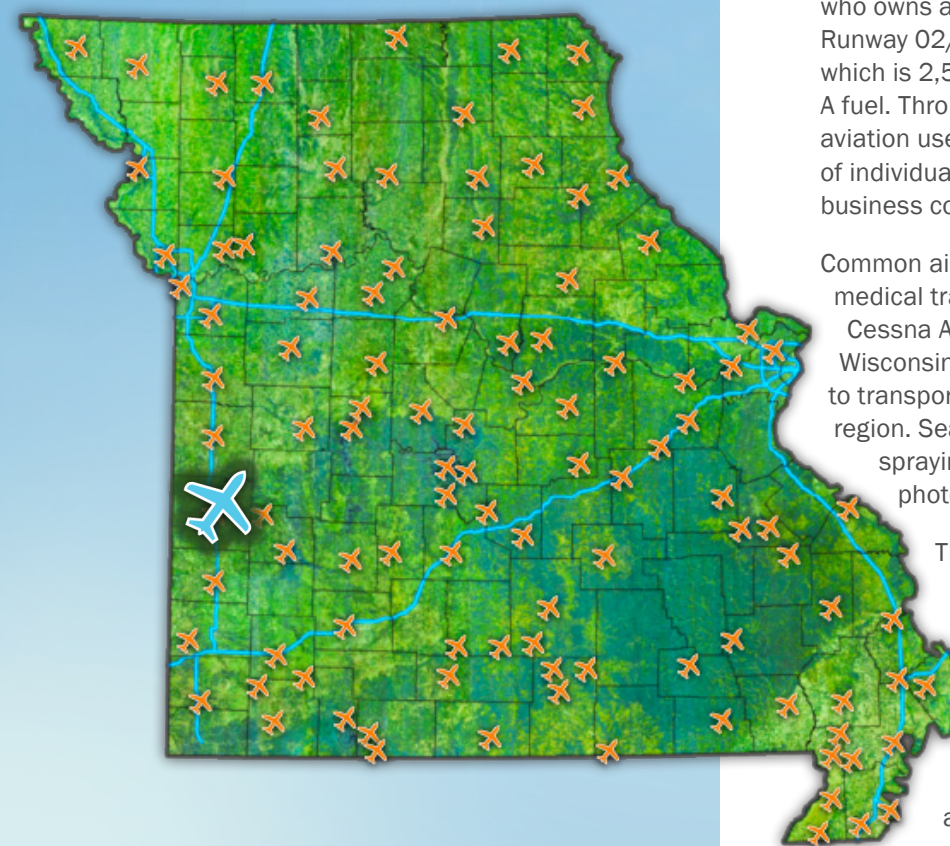 who owns a
Runway 02/
which is 2,5
A fuel. Thro
aviation use
of individua
business co
Common ai
medical tra
Cessna A
Wisconsin
to transpor
region. Sea
sprayin
phot
T
a